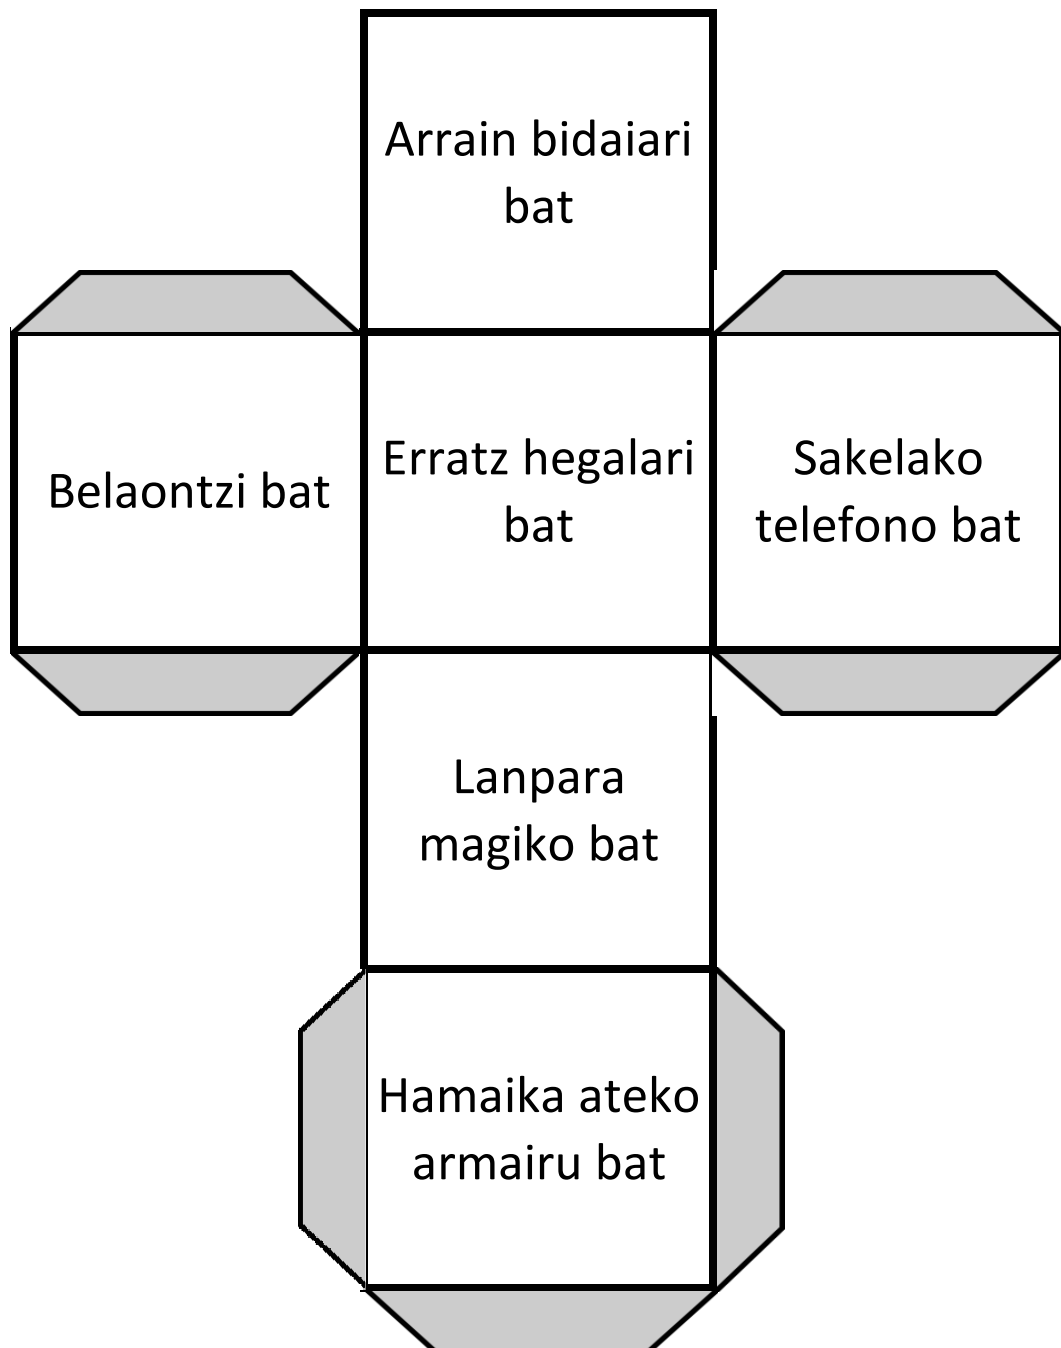 Arrain bidaiari
bat
Belaontzi bat
Erratz hegalari
bat
Sakelako
telefono bat
Lanpara
magiko bat
Hamaika ateko
armairu bat